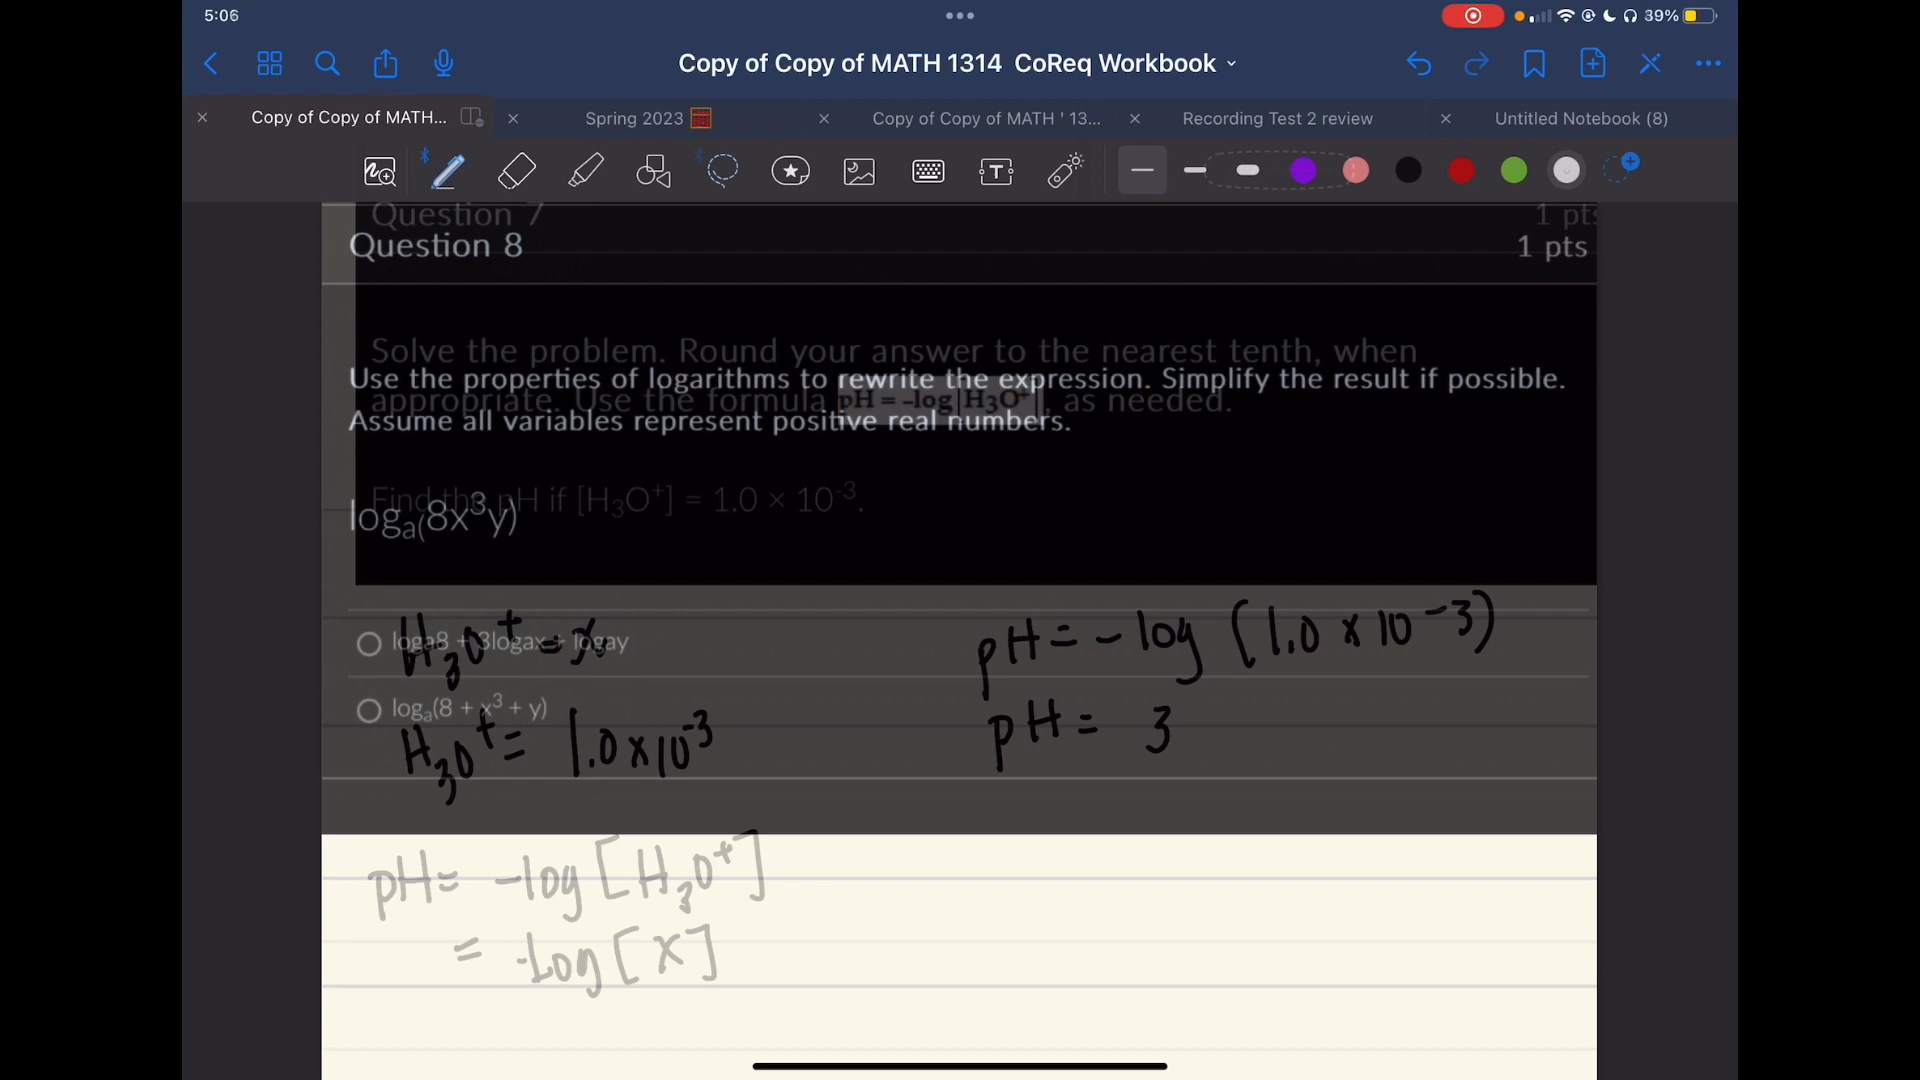 5:06
39%
Copy of Copy of MATH 1314 CoReq Workbook
Copy of Copy of MATH...
Spring 2023
Copy of Copy of MATH ' 13...
Recording Test 2 review
Untitled Notebook (8)
T
Question 7
1 pts
Question 8
1 pts
Solve the problem. Round your answer to the nearest tenth, when
Use the properties of logarithms to rewrite the expression. Simplify the result if possible.
appropriate. Use the formula pH = –log[H₃O⁺], as needed.
Assume all variables represent positive real numbers.
Find the pH if [H₃O⁺] = 1.0 × 10⁻³.
logₐ(8x³y)
loga8 + 3logax + logay
H₃O⁺ = x
pH = -log (1.0 x 10⁻³)
logₐ(8 + x³ + y)
H₃O⁺ = 1.0 x 10⁻³
pH = 3
pH = -log [H₃O⁺]
= -log [x]